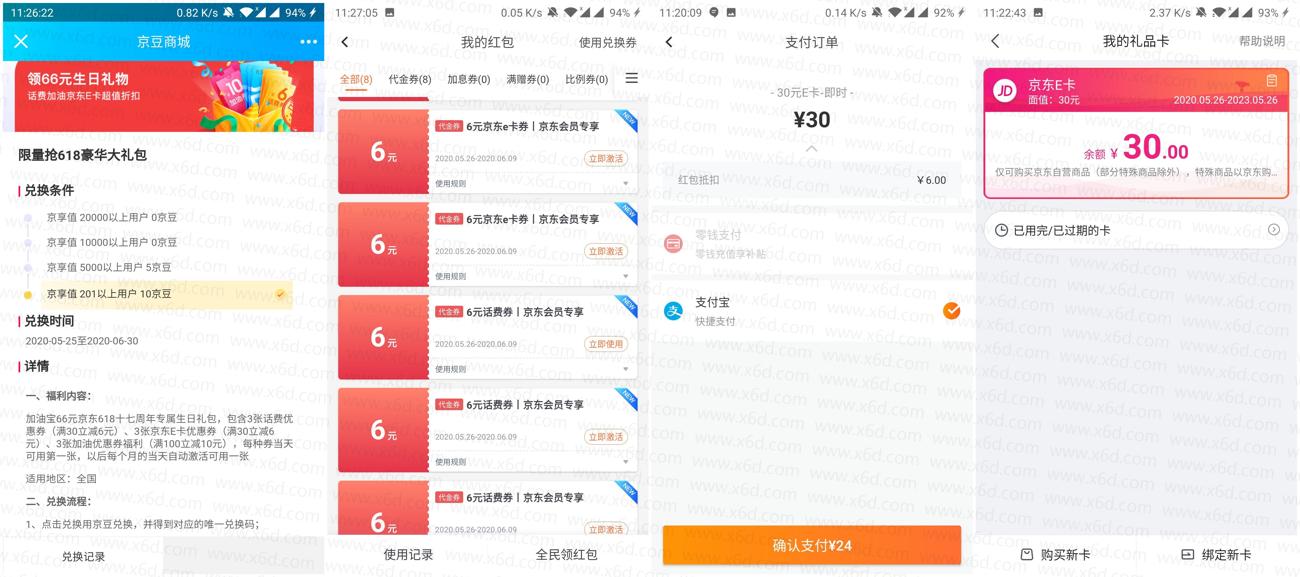 11:26:22
0.82 K/s
94%
京豆商城
领66元生日礼物
话费加油京东E卡超值折扣
限量抢618豪华大礼包
兑换条件
京享值 20000以上用户 0京豆
京享值 10000以上用户 0京豆
京享值 5000以上用户 5京豆
京享值 201以上用户 10京豆
兑换时间
2020-05-25至2020-06-30
详情
一、福利内容：
加油宝66元京东618十七周年专属生日礼包，包含3张话费优
惠券（满30立减6元）、3张京东E卡优惠券（满30立减6
元）、3张加油优惠券福利（满100立减10元），每种券当天
可用第一张，以后每个月的当天自动激活可用一张
适用地区：全国
二、兑换流程：
1、点击兑换用京豆兑换，并得到对应的唯一兑换码；
兑换记录
11:27:05
0.05 K/s
94%
我的红包
使用兑换券
全部(8)
代金券(8)
加息券(0)
满赠券(0)
比例券(0)
6元
代金券 6元京东e卡券丨京东会员专享
NEW
2020.05.26-2020.06.09
立即激活
使用规则
6元
代金券 6元京东e卡券丨京东会员专享
NEW
2020.05.26-2020.06.09
立即激活
使用规则
6元
代金券 6元话费券丨京东会员专享
NEW
2020.05.26-2020.06.09
立即使用
使用规则
6元
代金券 6元话费券丨京东会员专享
NEW
2020.05.26-2020.06.09
立即激活
使用规则
6元
代金券 6元话费券丨京东会员专享
NEW
2020.05.26-2020.06.09
立即激活
使用记录
全民领红包
11:20:09
0.14 K/s
92%
支付订单
- 30元E卡-即时 -
¥30
红包抵扣
¥6.00
零钱支付
零钱充值享补贴
支付宝
快捷支付
确认支付¥24
11:22:43
2.37 K/s
93%
我的礼品卡
帮助说明
JD
京东E卡
面值：30元
2020.05.26-2023.05.26
余额 ¥ 30.00
仅可购买京东自营商品（部分特殊商品除外），特殊商品以京东购...
已用完/已过期的卡
购买新卡
绑定新卡
www.x6d.com